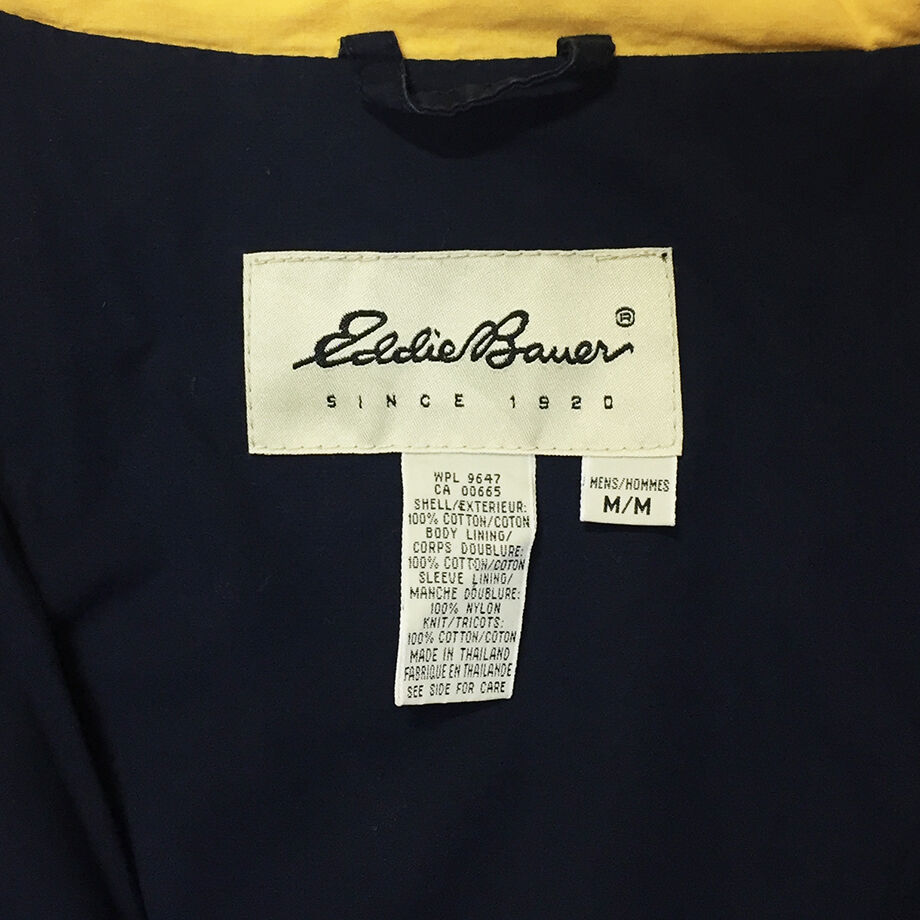 Eddie Bauer ®
SINCE 1920
WPL 9647
CA 00665
SHELL/EXTERIEUR:
100% COTTON/COTON
BODY LINING/
CORPS DOUBLURE:
100% COTTON/COTON
SLEEVE LINING/
MANCHE DOUBLURE:
100% NYLON
KNIT/TRICOTS:
100% COTTON/COTON
MADE IN THAILAND
FABRIQUE EN THAILANDE
SEE SIDE FOR CARE
MENS/HOMMES
M/M